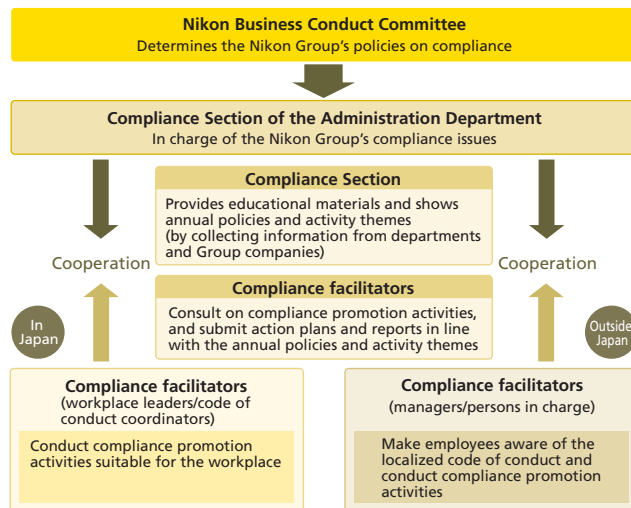 Nikon Business Conduct Committee
Determines the Nikon Group's policies on compliance
Compliance Section of the Administration Department
In charge of the Nikon Group's compliance issues
Compliance Section
Provides educational materials and shows
annual policies and activity themes
(by collecting information from departments
and Group companies)
Cooperation
Cooperation
Compliance facilitators
Consult on compliance promotion activities,
and submit action plans and reports in line
with the annual policies and activity themes
In
Japan
Outside
Japan
Compliance facilitators
(workplace leaders/code of
conduct coordinators)
Conduct compliance promotion
activities suitable for the workplace
Compliance facilitators
(managers/persons in charge)
Make employees aware of the
localized code of conduct and
conduct compliance promotion
activities